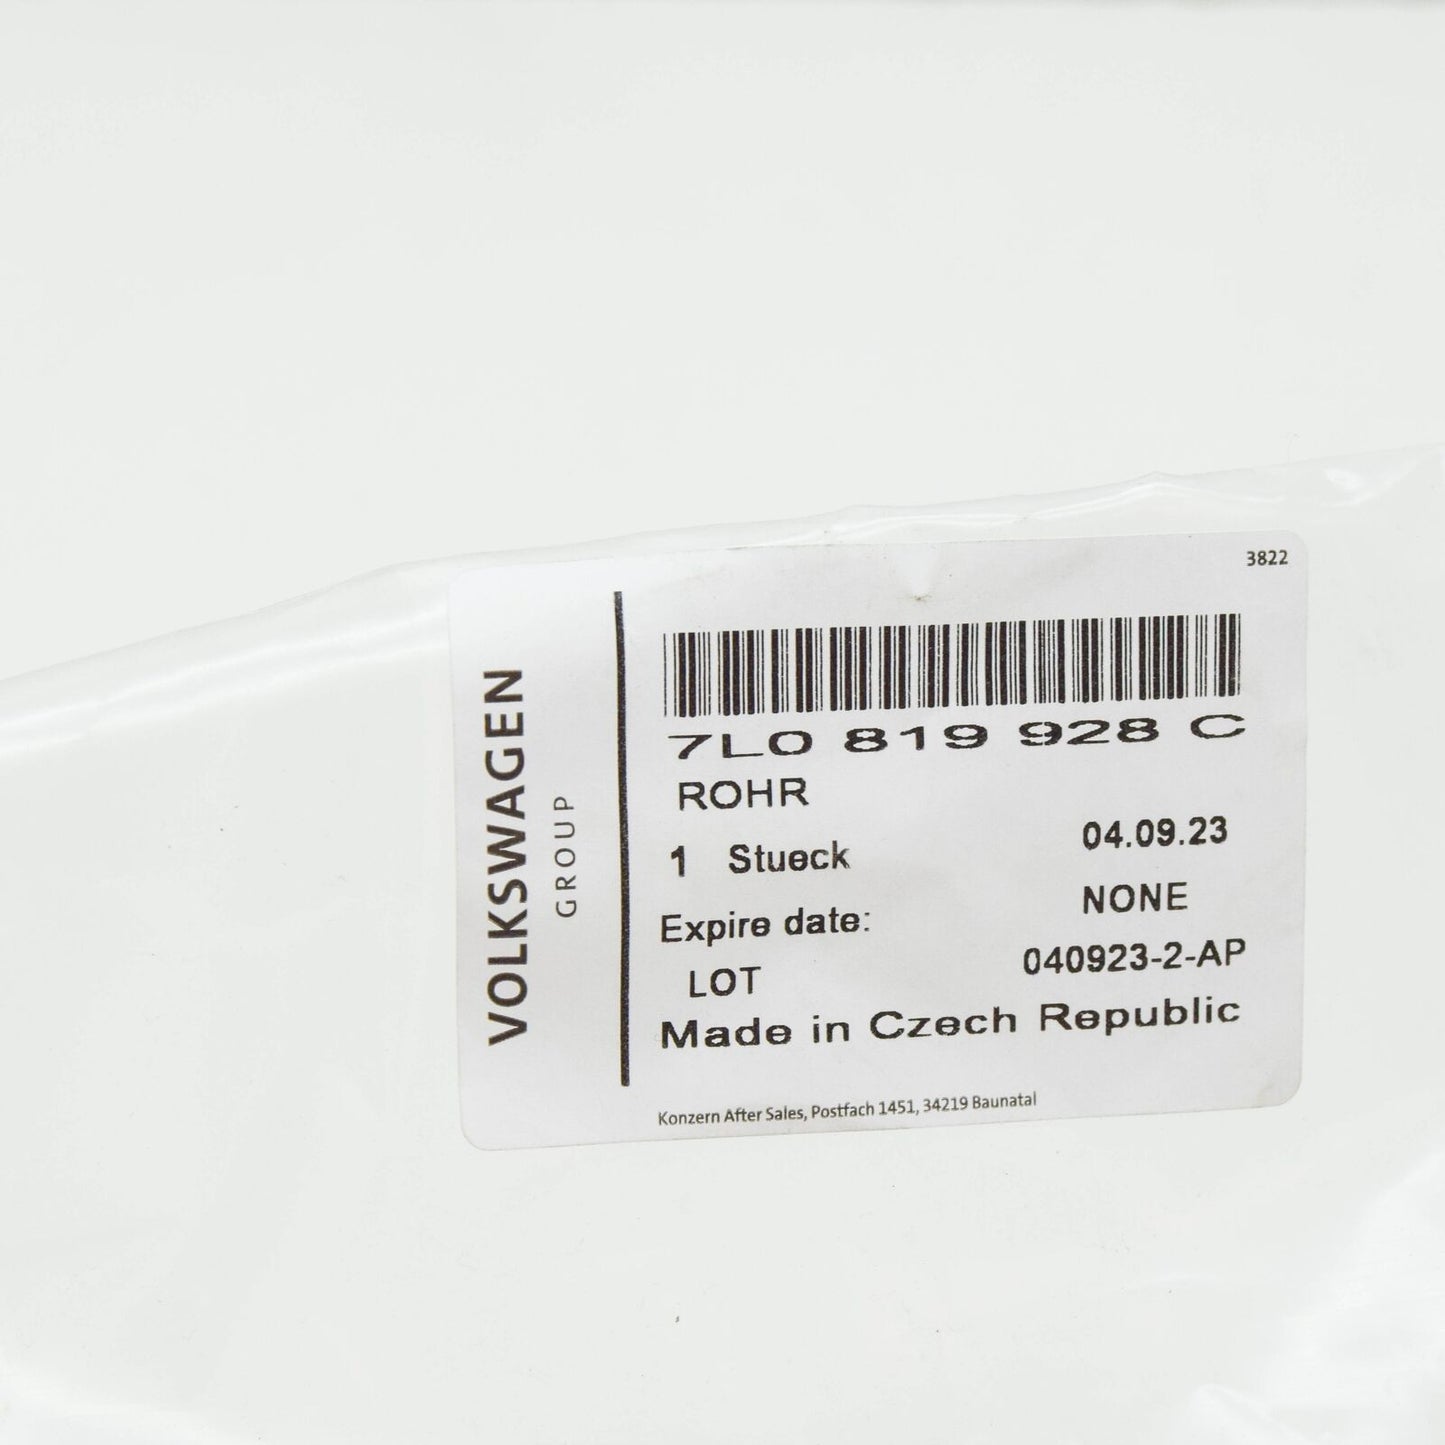 3822
VOLKSWAGEN
GROUP
7L0 819 928 C
ROHR
1 Stueck 04.09.23
Expire date: NONE
LOT 040923-2-AP
Made in Czech Republic
Konzern After Sales, Postfach 1451, 34219 Baunatal